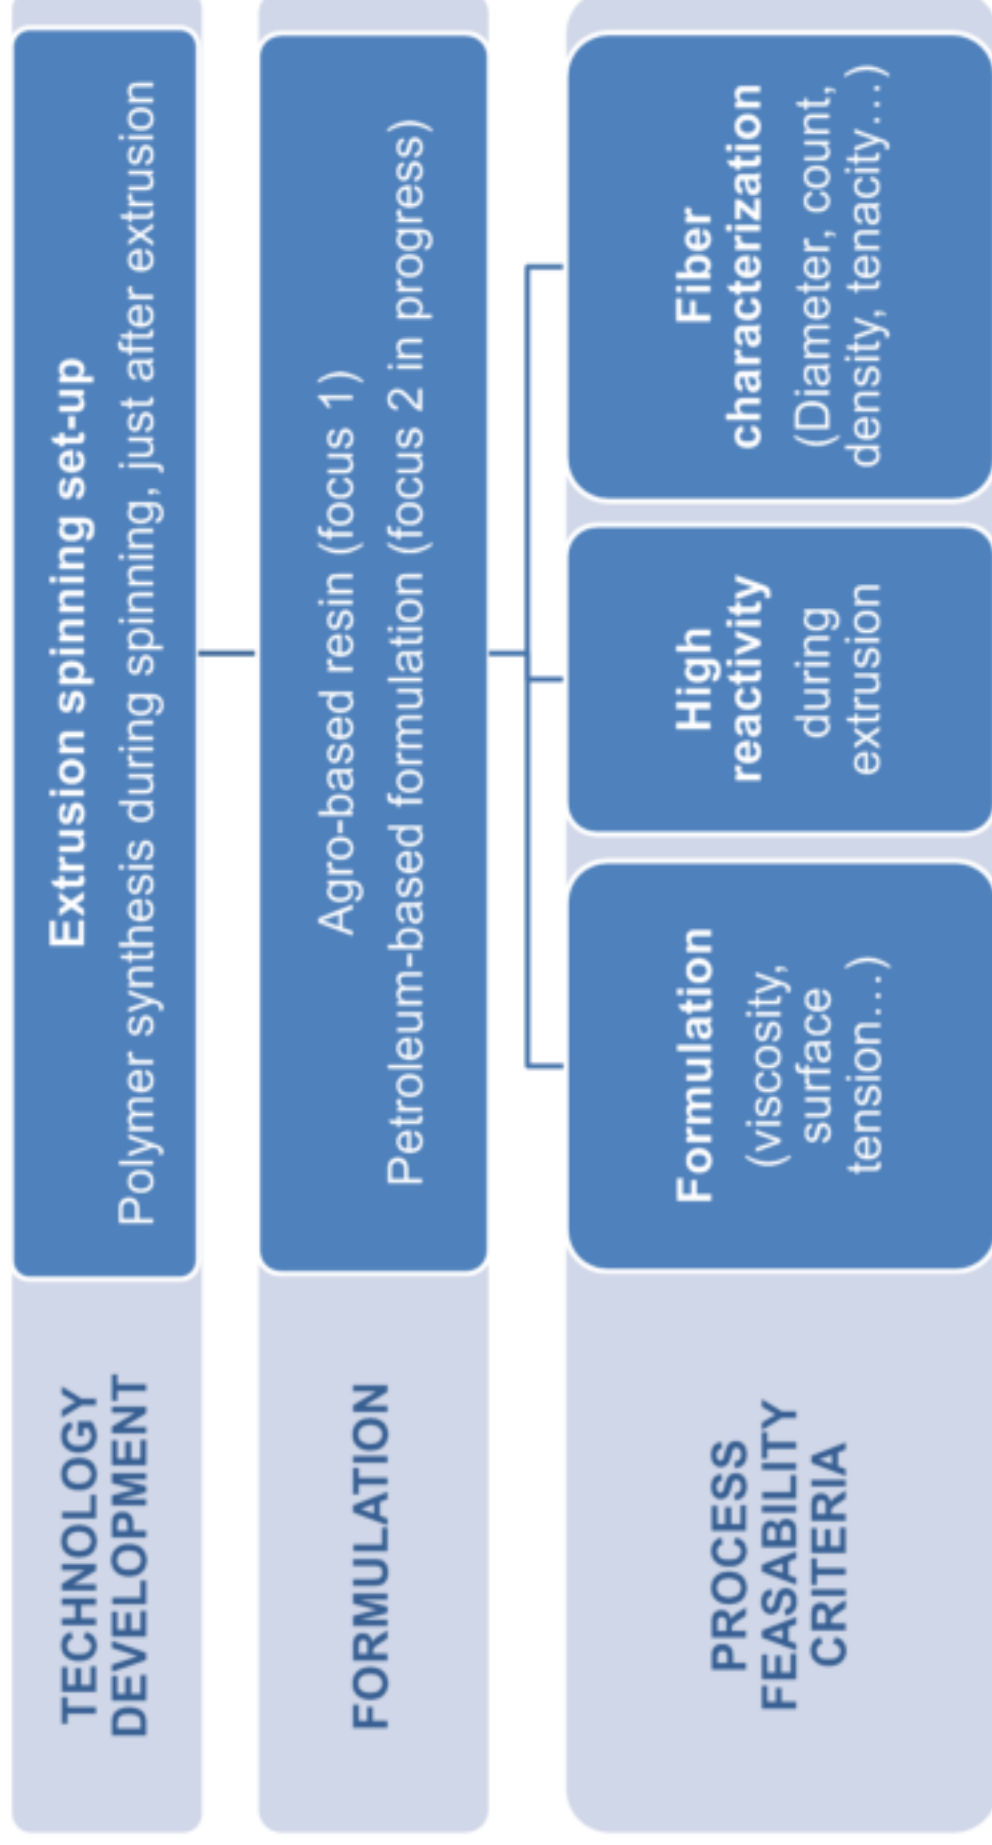 TECHNOLOGY
DEVELOPMENT
Extrusion spinning set-up
Polymer synthesis during spinning, just after extrusion
FORMULATION
Agro-based resin (focus 1)
Petroleum-based formulation (focus 2 in progress)
PROCESS
FEASABILITY
CRITERIA
Formulation
(viscosity,
surface
tension…)
High
reactivity
during
extrusion
Fiber
characterization
(Diameter, count,
density, tenacity…)